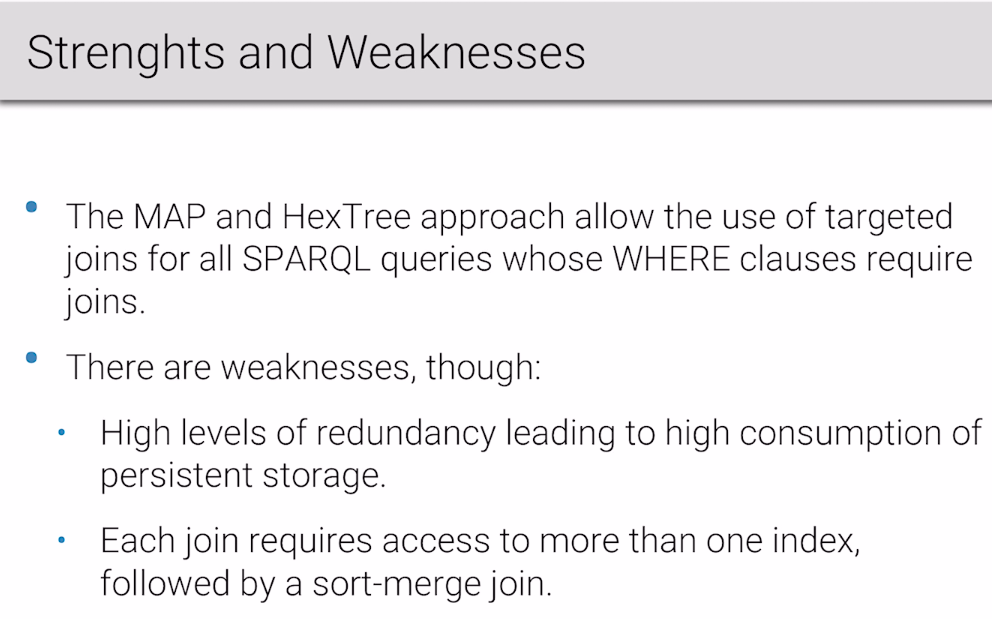 Strenghts and Weaknesses
The MAP and HexTree approach allow the use of targeted
joins for all SPARQL queries whose WHERE clauses require
joins.
There are weaknesses, though:
High levels of redundancy leading to high consumption of
persistent storage.
Each join requires access to more than one index,
followed by a sort-merge join.